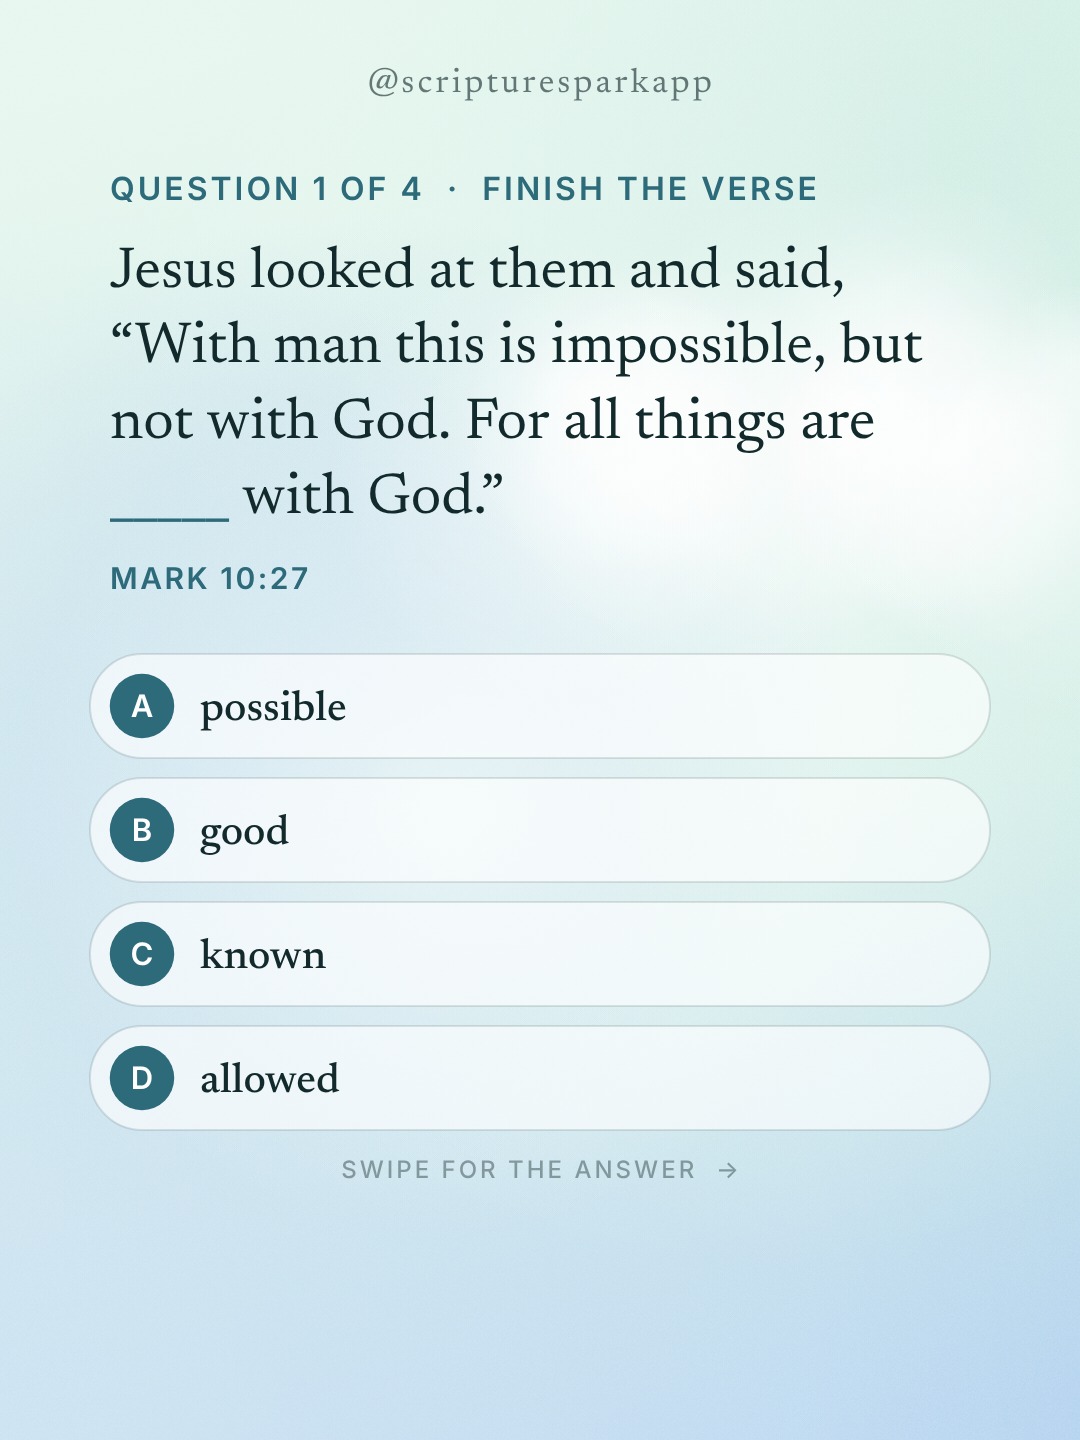 @scripturesparkapp
QUESTION 1 OF 4 · FINISH THE VERSE
Jesus looked at them and said,
“With man this is impossible, but
not with God. For all things are
_____ with God.”
MARK 10:27
A possible
B good
C known
D allowed
SWIPE FOR THE ANSWER →